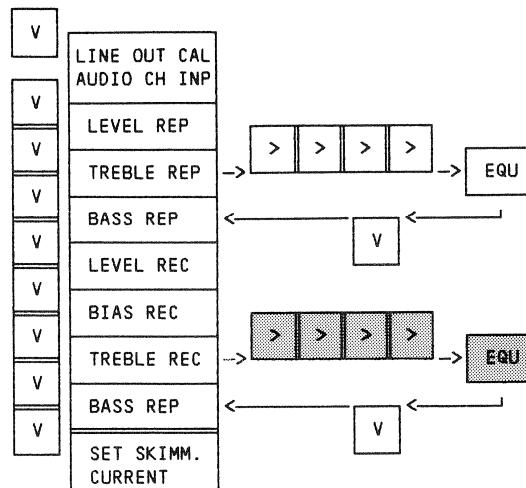 V
LINE OUT CAL
AUDIO CH INP
V
LEVEL REP
V
> > > >
TREBLE REP -> -> EQU
V
BASS REP <- <-
V
V
LEVEL REC
V
BIAS REC
V
> > > >
TREBLE REC -> -> EQU
V
BASS REP <- <-
V
V
SET SKIMM.
CURRENT